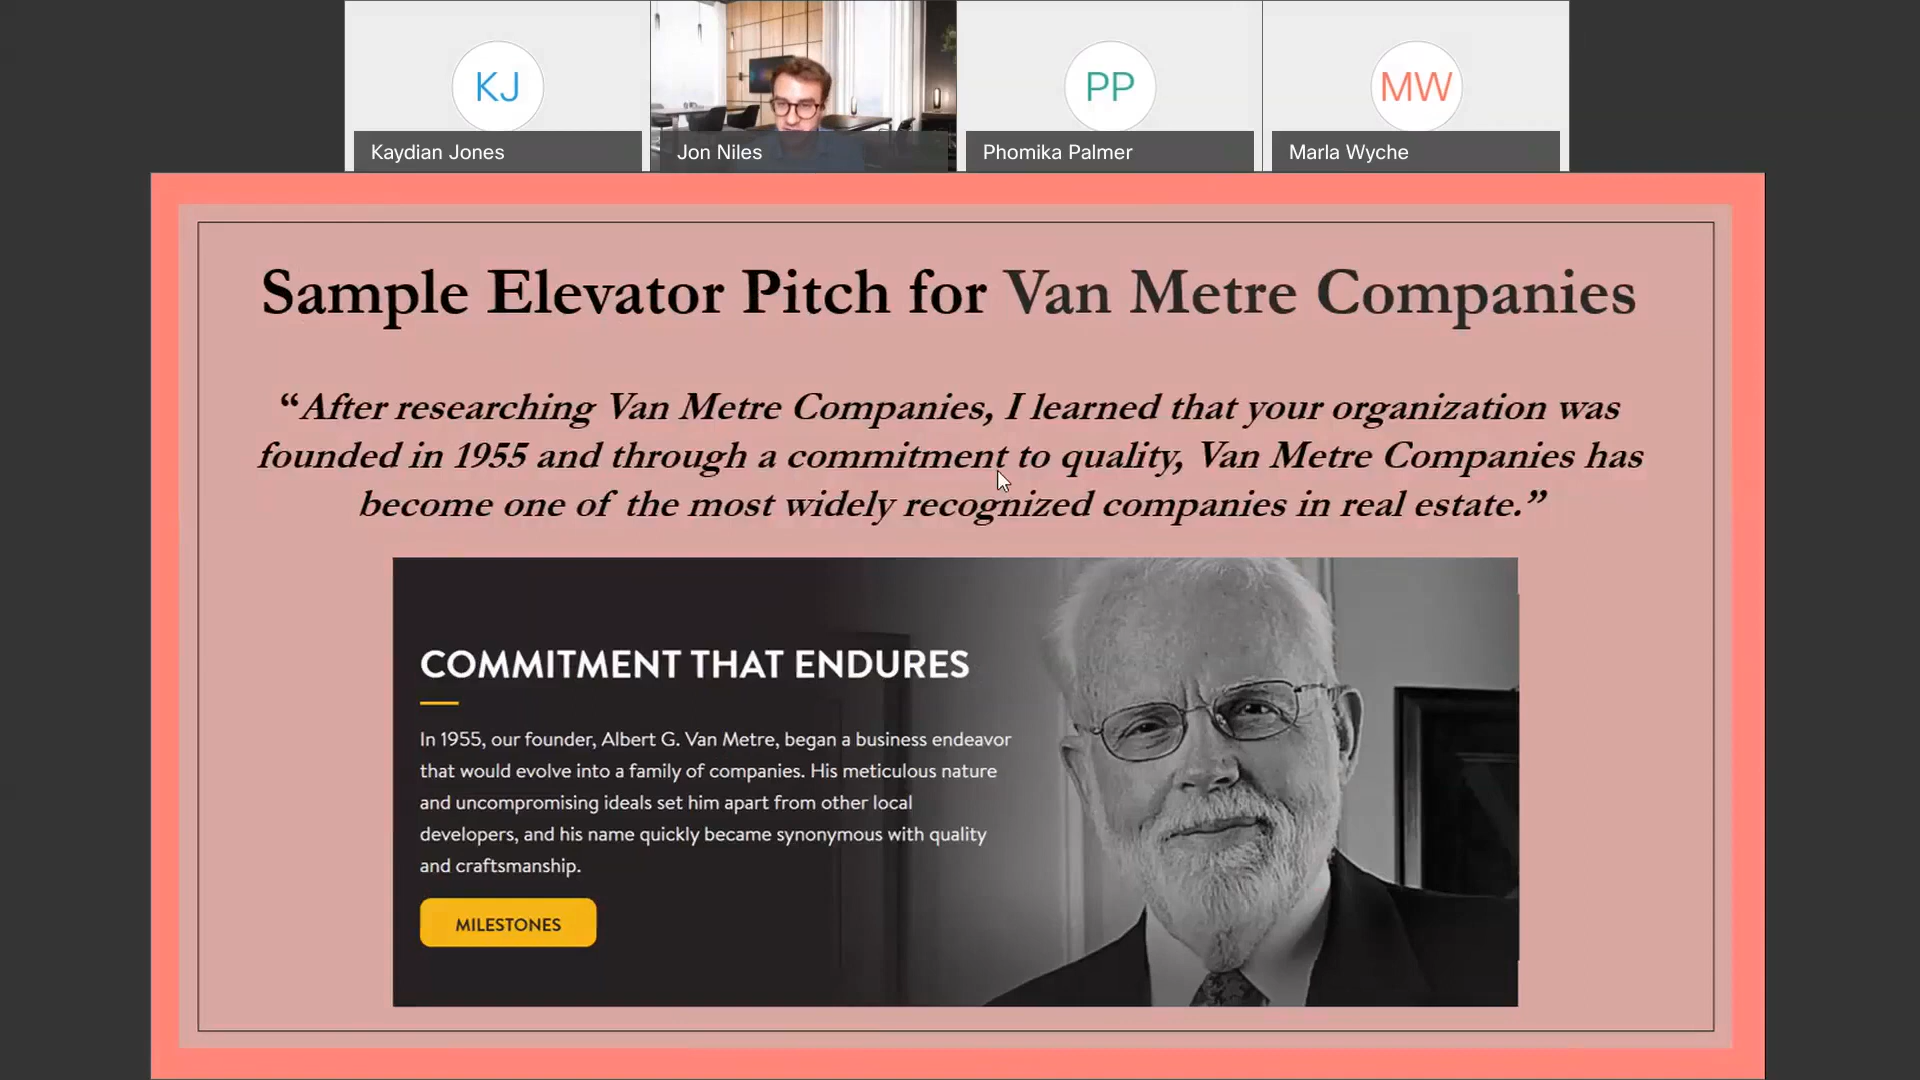 KJ
Kaydian Jones
Jon Niles
PP
Phomika Palmer
MW
Marla Wyche
Sample Elevator Pitch for Van Metre Companies
“After researching Van Metre Companies, I learned that your organization was
founded in 1955 and through a commitment to quality, Van Metre Companies has
become one of the most widely recognized companies in real estate.”
COMMITMENT THAT ENDURES
In 1955, our founder, Albert G. Van Metre, began a business endeavor
that would evolve into a family of companies. His meticulous nature
and uncompromising ideals set him apart from other local
developers, and his name quickly became synonymous with quality
and craftsmanship.
MILESTONES